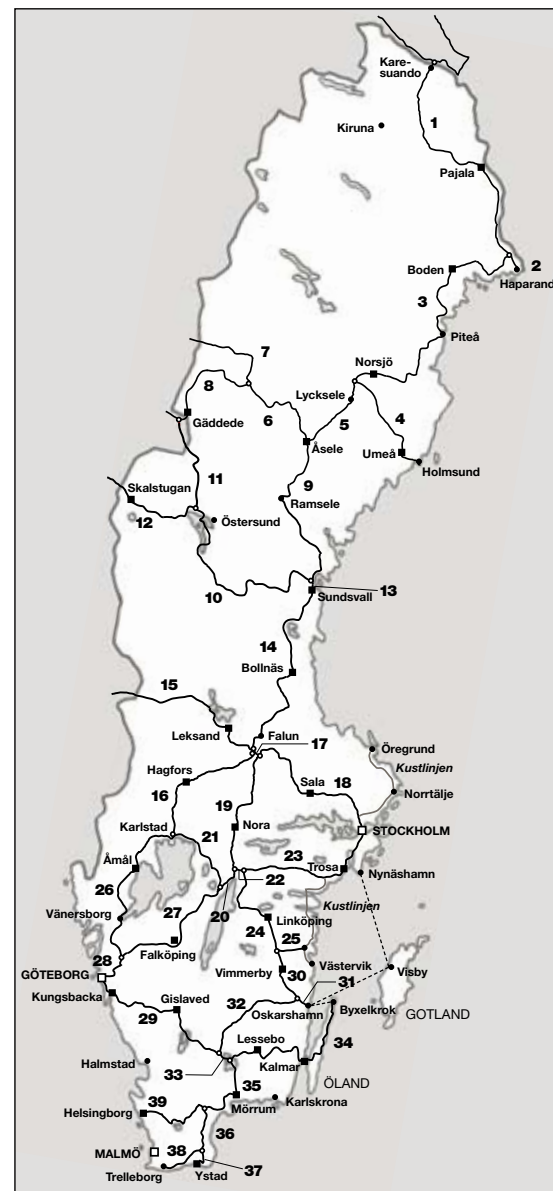 Kare-
suando
Kiruna
1
Pajala
Boden
2
Haparand
3
Piteå
7
Norsjö
8
Lycksele
Gäddede
6
5
4
Åsele
Umeå
Holmsund
11
9
Skalstugan
Ramsele
12
Östersund
10
13
Sundsvall
14
Bollnäs
15
Leksand
Falun
17
Öregrund
Kustlinjen
Hagfors
Sala
18
16
19
Norrtälje
Karlstad
21
Nora
STOCKHOLM
23
Åmål
22
Trosa
Nynäshamn
26
20
Kustlinjen
27
24
Linköping
Vänersborg
25
Falköping
28
Västervik
GÖTEBORG
Vimmerby
30
31
Visby
Kungsbacka
Gislaved
32
Oskarshamn
Byxelkrok
29
GOTLAND
Lessebo
34
Halmstad
33
Kalmar
ÖLAND
35
39
Mörrum
Karlskrona
Helsingborg
36
MALMÖ
38
37
Trelleborg
Ystad